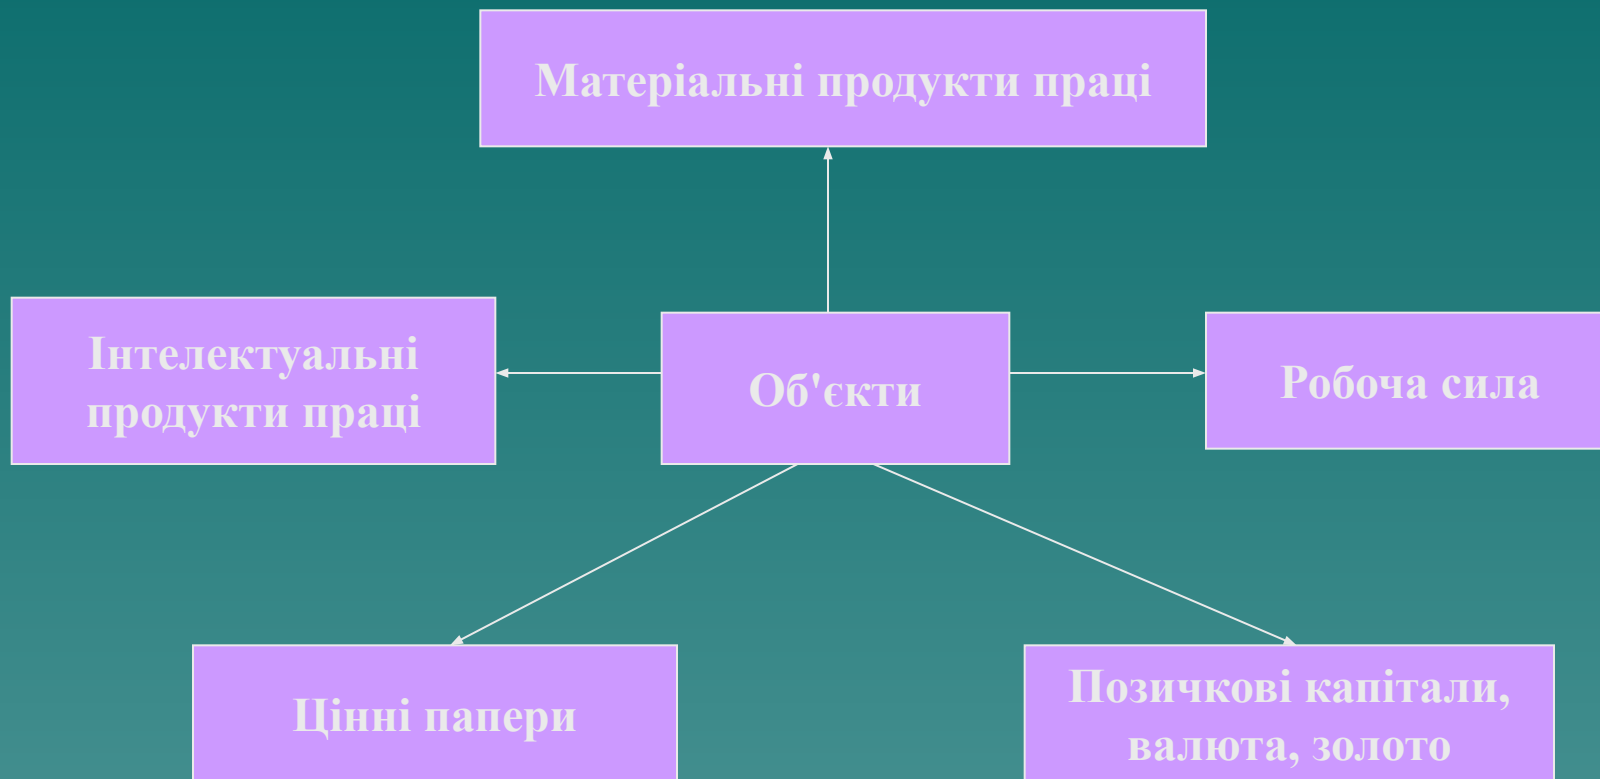 Матеріальні продукти праці
Інтелектуальні
продукти праці
Об'єкти
Робоча сила
Цінні папери
Позичкові капітали,
валюта, золото